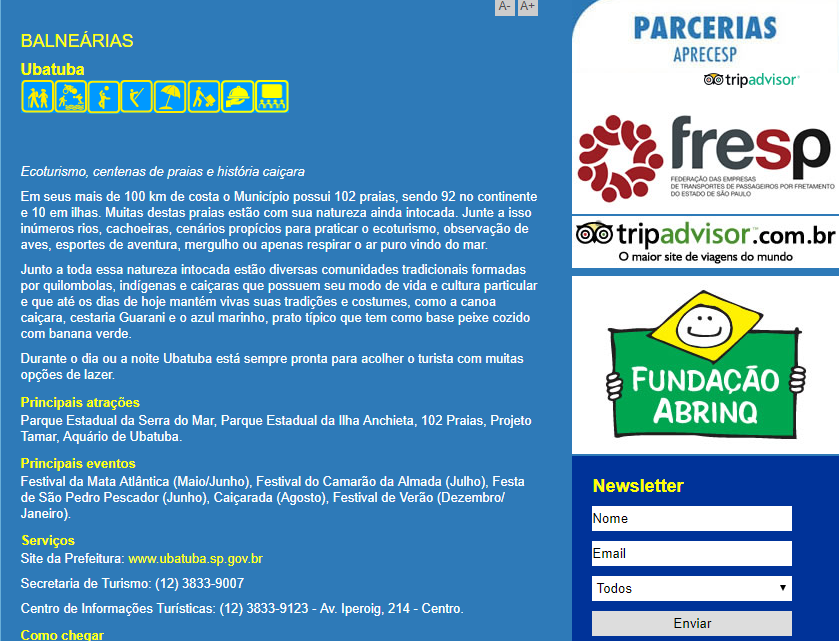 A- A+
BALNEÁRIAS
Ubatuba
Ecoturismo, centenas de praias e história caiçara
Em seus mais de 100 km de costa o Município possui 102 praias, sendo 92 no continente
e 10 em ilhas. Muitas destas praias estão com sua natureza ainda intocada. Junte a isso
inúmeros rios, cachoeiras, cenários propícios para praticar o ecoturismo, observação de
aves, esportes de aventura, mergulho ou apenas respirar o ar puro vindo do mar.
Junto a toda essa natureza intocada estão diversas comunidades tradicionais formadas
por quilombolas, indígenas e caiçaras que possuem seu modo de vida e cultura particular
e que até os dias de hoje mantém vivas suas tradições e costumes, como a canoa
caiçara, cestaria Guarani e o azul marinho, prato típico que tem como base peixe cozido
com banana verde.
Durante o dia ou a noite Ubatuba está sempre pronta para acolher o turista com muitas
opções de lazer.
Principais atrações
Parque Estadual da Serra do Mar, Parque Estadual da Ilha Anchieta, 102 Praias, Projeto
Tamar, Aquário de Ubatuba.
Principais eventos
Festival da Mata Atlântica (Maio/Junho), Festival do Camarão da Almada (Julho), Festa
de São Pedro Pescador (Junho), Caiçarada (Agosto), Festival de Verão (Dezembro/
Janeiro).
Serviços
Site da Prefeitura: www.ubatuba.sp.gov.br
Secretaria de Turismo: (12) 3833-9007
Centro de Informações Turísticas: (12) 3833-9123 - Av. Iperoig, 214 - Centro.
Como chegar
PARCERIAS
APRECESP
tripadvisor
fresp
FEDERAÇÃO DAS EMPRESAS
DE TRANSPORTES DE PASSAGEIROS POR FRETAMENTO
DO ESTADO DE SÃO PAULO
tripadvisor.com.br
O maior site de viagens do mundo
FUNDAÇÃO
ABRINQ
Newsletter
Nome
Email
Todos
Enviar